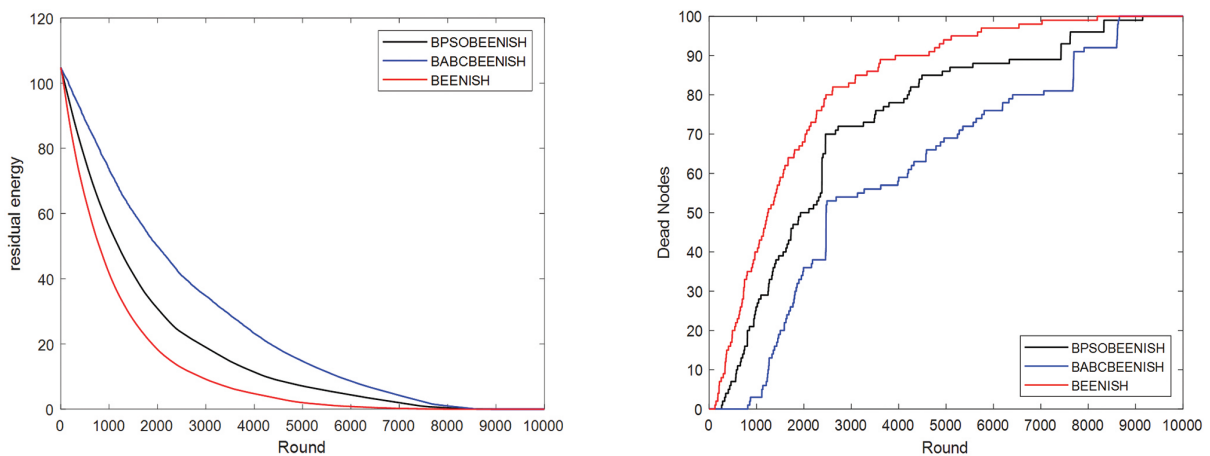 120
100
80
60
40
20
0
residual energy
0 1000 2000 3000 4000 5000 6000 7000 8000 9000 10000
Round
BPSOBEENISH
BABCBEENISH
BEENISH
100
90
80
70
60
50
40
30
20
10
0
Dead Nodes
0 1000 2000 3000 4000 5000 6000 7000 8000 9000 10000
Round
BPSOBEENISH
BABCBEENISH
BEENISH